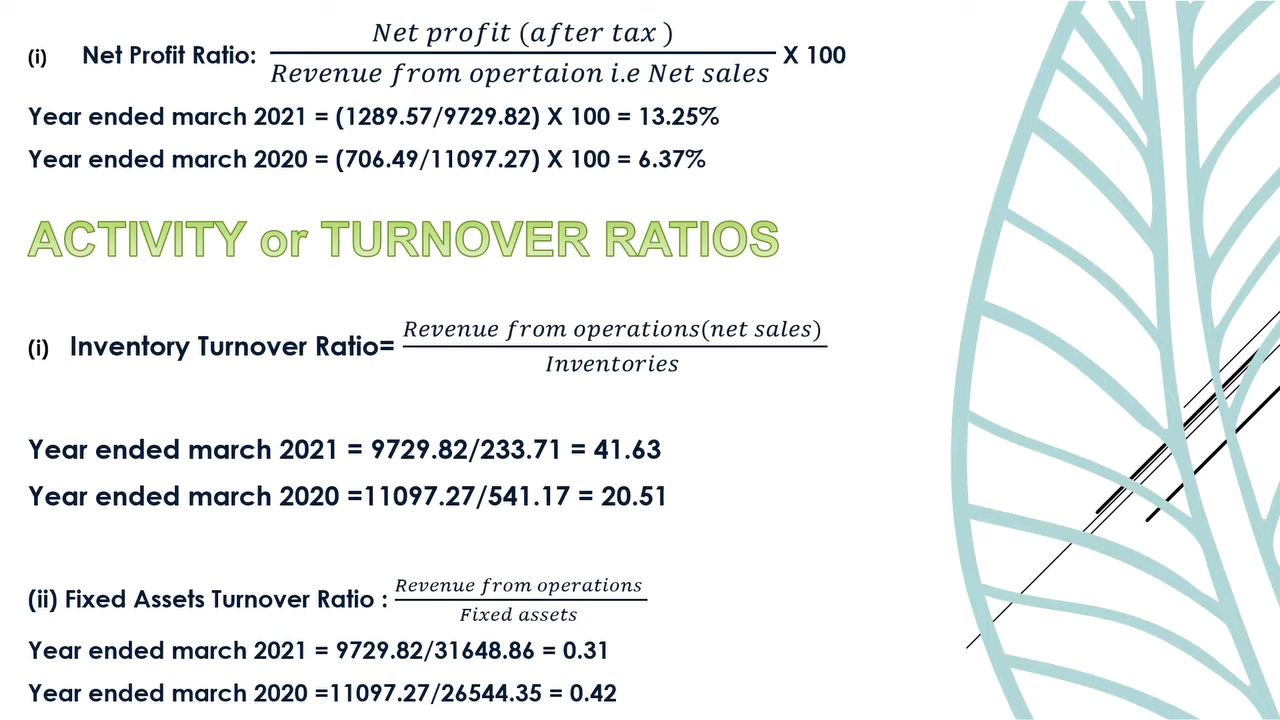 (i) Net Profit Ratio: Net profit (after tax ) X 100
Revenue from opertaion i.e Net sales
Year ended march 2021 = (1289.57/9729.82) X 100 = 13.25%
Year ended march 2020 = (706.49/11097.27) X 100 = 6.37%
ACTIVITY or TURNOVER RATIOS
(i) Inventory Turnover Ratio= Revenue from operations(net sales)
Inventories
Year ended march 2021 = 9729.82/233.71 = 41.63
Year ended march 2020 =11097.27/541.17 = 20.51
(ii) Fixed Assets Turnover Ratio : Revenue from operations
Fixed assets
Year ended march 2021 = 9729.82/31648.86 = 0.31
Year ended march 2020 =11097.27/26544.35 = 0.42